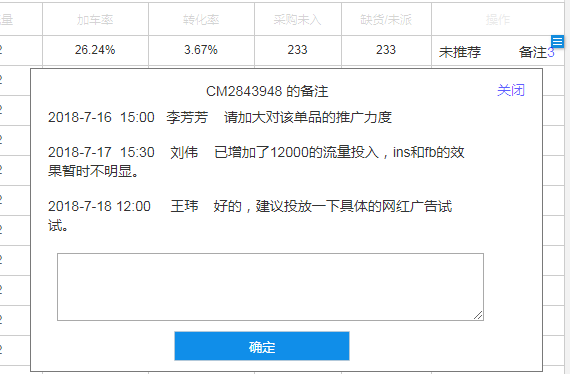 量 加车率 转化率 采购未入 缺货/未派 操作
2 26.24% 3.67% 233 233 未推荐 备注3
CM2843948 的备注 关闭
2018-7-16 15:00 李芳芳 请加大对该单品的推广力度
2018-7-17 15:30 刘伟 已增加了12000的流量投入，ins和fb的效
果暂时不明显。
2018-7-18 12:00 王玮 好的，建议投放一下具体的网红广告试
试。
确定